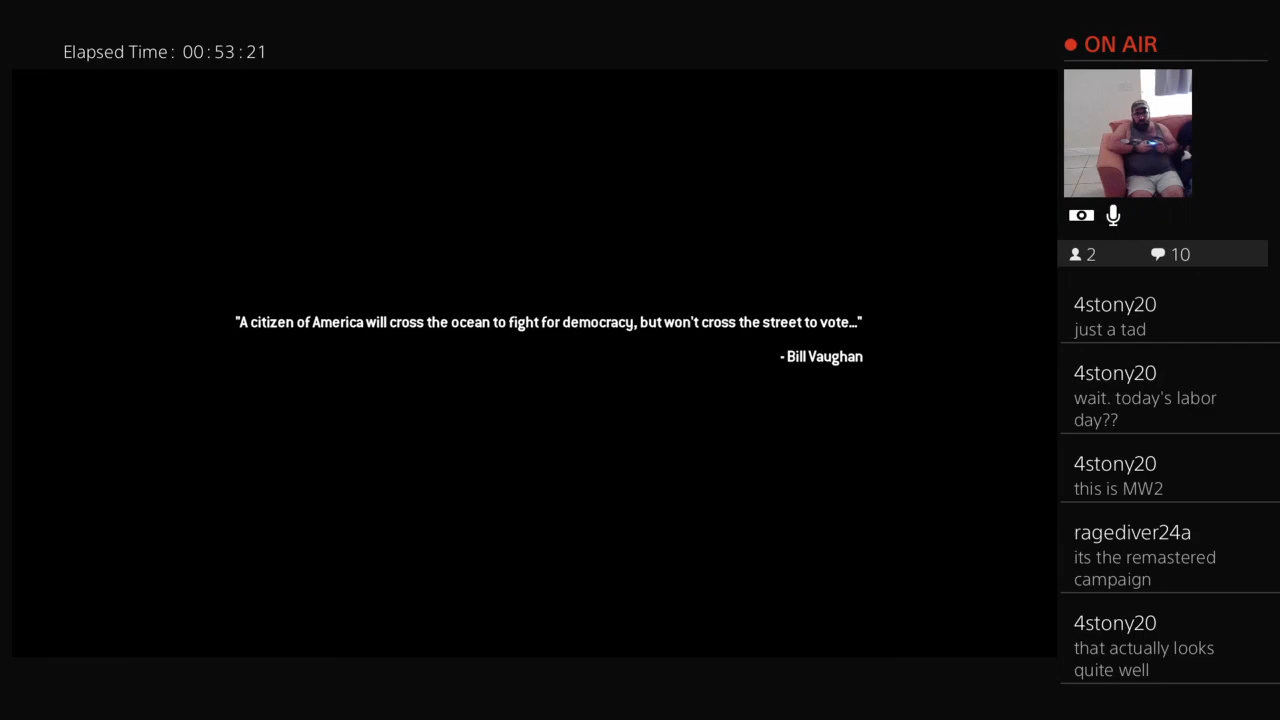 Elapsed Time: 00:53:21
ON AIR
2 10
"A citizen of America will cross the ocean to fight for democracy, but won't cross the street to vote..."
- Bill Vaughan
4stony20
just a tad
4stony20
wait. today's labor
day??
4stony20
this is MW2
ragediver24a
its the remastered
campaign
4stony20
that actually looks
quite well